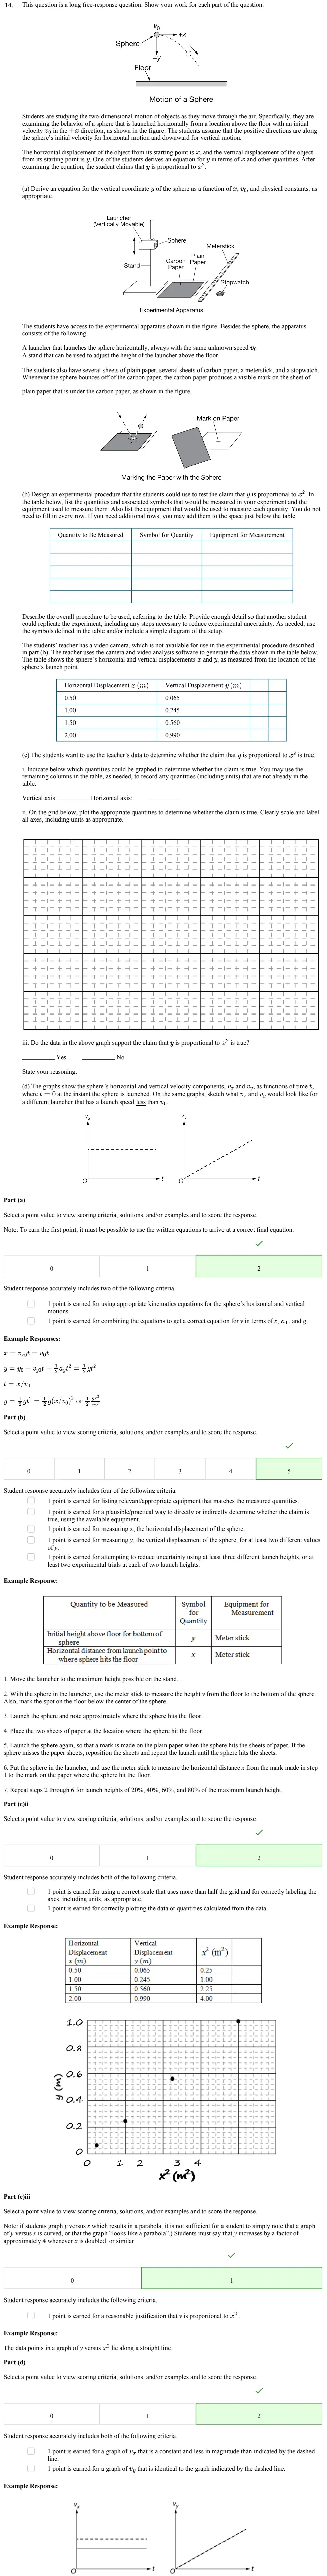 14. This question is a long free-response question. Show your work for each part of the question.
v0
+x
Sphere
+y
Floor
Motion of a Sphere
Students are studying the two-dimensional motion of objects as they move through the air. Specifically, they are
examining the behavior of a sphere that is launched horizontally from a location above the floor with an initial
velocity v0 in the +x direction, as shown in the figure. The students assume that the positive directions are along
the sphere's initial velocity for horizontal motion and downward for vertical motion.
The horizontal displacement of the object from its starting point is x, and the vertical displacement of the object
from its starting point is y. One of the students derives an equation for y in terms of x and other quantities. After
examining the equation, the student claims that y is proportional to x².
(a) Derive an equation for the vertical coordinate y of the sphere as a function of x, v0, and physical constants, as
appropriate.
Launcher
(Vertically Movable)
Sphere
Meterstick
Stand
Carbon Paper
Plain Paper
Stopwatch
Experimental Apparatus
The students have access to the experimental apparatus shown in the figure. Besides the sphere, the apparatus
consists of the following.
A launcher that launches the sphere horizontally, always with the same unknown speed v0
A stand that can be used to adjust the height of the launcher above the floor
The students also have several sheets of plain paper, several sheets of carbon paper, a meterstick, and a stopwatch.
Whenever the sphere bounces off of the carbon paper, the carbon paper produces a visible mark on the sheet of
plain paper that is under the carbon paper, as shown in the figure.
Mark on Paper
Marking the Paper with the Sphere
(b) Design an experimental procedure that the students could use to test the claim that y is proportional to x². In
the table below, list the quantities and associated symbols that would be measured in your experiment and the
equipment used to measure them. Also list the equipment that would be used to measure each quantity. You do not
need to fill in every row. If you need additional rows, you may add them to the space just below the table.
Quantity to Be Measured Symbol for Quantity Equipment for Measurement
Describe the overall procedure to be used, referring to the table. Provide enough detail so that another student
could replicate the experiment, including any steps necessary to reduce experimental uncertainty. As needed, use
the symbols defined in the table and/or include a simple diagram of the setup.
The students' teacher has a video camera, which is not available for use in the experimental procedure described
in part (b). The teacher uses the camera and video analysis software to generate the data shown in the table below.
The table shows the sphere's horizontal and vertical displacements x and y, as measured from the location of the
sphere's launch point.
Horizontal Displacement x (m) Vertical Displacement y (m)
0.50 0.065
1.00 0.245
1.50 0.560
2.00 0.990
(c) The students want to use the teacher's data to determine whether the claim that y is proportional to x² is true.
i. Indicate below which quantities could be graphed to determine whether the claim is true. You may use the
remaining columns in the table, as needed, to record any quantities (including units) that are not already in the
table.
Vertical axis:________ Horizontal axis: ________
ii. On the grid below, plot the appropriate quantities to determine whether the claim is true. Clearly scale and label
all axes, including units as appropriate.
iii. Do the data in the above graph support the claim that y is proportional to x² is true?
________ Yes ________ No
State your reasoning.
(d) The graphs show the sphere's horizontal and vertical velocity components, vx and vy, as functions of time t,
where t = 0 at the instant the sphere is launched. On the same graphs, sketch what vx and vy would look like for
a different launcher that has a launch speed less than v0.
vx vy
O t O t
Part (a)
Select a point value to view scoring criteria, solutions, and/or examples and to score the response.
Note: To earn the first point, it must be possible to use the written equations to arrive at a correct final equation.
✓
0 1 2
Student response accurately includes two of the following criteria.
1 point is earned for using appropriate kinematics equations for the sphere's horizontal and vertical
motions.
1 point is earned for combining the equations to get a correct equation for y in terms of x, v0 , and g.
Example Responses:
x = vx0t = v0t
y = y0 + vy0t + ½ayt² = ½gt²
t = x/v0
y = ½gt² = ½g(x/v0)² or ½ gx²/v0²
Part (b)
Select a point value to view scoring criteria, solutions, and/or examples and to score the response.
✓
0 1 2 3 4 5
Student response accurately includes four of the following criteria.
1 point is earned for listing relevant/appropriate equipment that matches the measured quantities.
1 point is earned for a plausible/practical way to directly or indirectly determine whether the claim is
true, using the available equipment.
1 point is earned for measuring x, the horizontal displacement of the sphere.
1 point is earned for measuring y, the vertical displacement of the sphere, for at least two different values
of y.
1 point is earned for attempting to reduce uncertainty using at least three different launch heights, or at
least two experimental trials at each of two launch heights.
Example Response:
Quantity to be Measured Symbol for Quantity Equipment for Measurement
Initial height above floor for bottom of sphere y Meter stick
Horizontal distance from launch point to where sphere hits the floor x Meter stick
1. Move the launcher to the maximum height possible on the stand.
2. With the sphere in the launcher, use the meter stick to measure the height y from the floor to the bottom of the sphere.
Also, mark the spot on the floor below the center of the sphere.
3. Launch the sphere and note approximately where the sphere hits the floor.
4. Place the two sheets of paper at the location where the sphere hit the floor.
5. Launch the sphere again, so that a mark is made on the plain paper when the sphere hits the sheets of paper. If the
sphere misses the paper sheets, reposition the sheets and repeat the launch until the sphere hits the sheets.
6. Put the sphere in the launcher, and use the meter stick to measure the horizontal distance x from the mark made in step
1 to the mark on the paper where the sphere hit the floor.
7. Repeat steps 2 through 6 for launch heights of 20%, 40%, 60%, and 80% of the maximum launch height.
Part (c)ii
Select a point value to view scoring criteria, solutions, and/or examples and to score the response.
✓
0 1 2
Student response accurately includes both of the following criteria.
1 point is earned for using a correct scale that uses more than half the grid and for correctly labeling the
axes, including units, as appropriate.
1 point is earned for correctly plotting the data or quantities calculated from the data.
Example Response:
Horizontal Displacement x (m) Vertical Displacement y (m) x² (m²)
0.50 0.065 0.25
1.00 0.245 1.00
1.50 0.560 2.25
2.00 0.990 4.00
1.0
0.8
0.6
0.4
0.2
0
y (m)
0 1 2 3 4
x² (m²)
Part (c)iii
Select a point value to view scoring criteria, solutions, and/or examples and to score the response.
Note: if students graph y versus x which results in a parabola, it is not sufficient for a student to simply note that a graph
of y versus x is curved, or that the graph "looks like a parabola".) Students must say that y increases by a factor of
approximately 4 whenever x is doubled, or similar.
✓
0 1
Student response accurately includes the following criteria.
1 point is earned for a reasonable justification that y is proportional to x² .
Example Response:
The data points in a graph of y versus x² lie along a straight line.
Part (d)
Select a point value to view scoring criteria, solutions, and/or examples and to score the response.
✓
0 1 2
Student response accurately includes both of the following criteria.
1 point is earned for a graph of vx that is a constant and less in magnitude than indicated by the dashed
line.
1 point is earned for a graph of vy that is identical to the graph indicated by the dashed line.
Example Response:
vx vy
O t O t